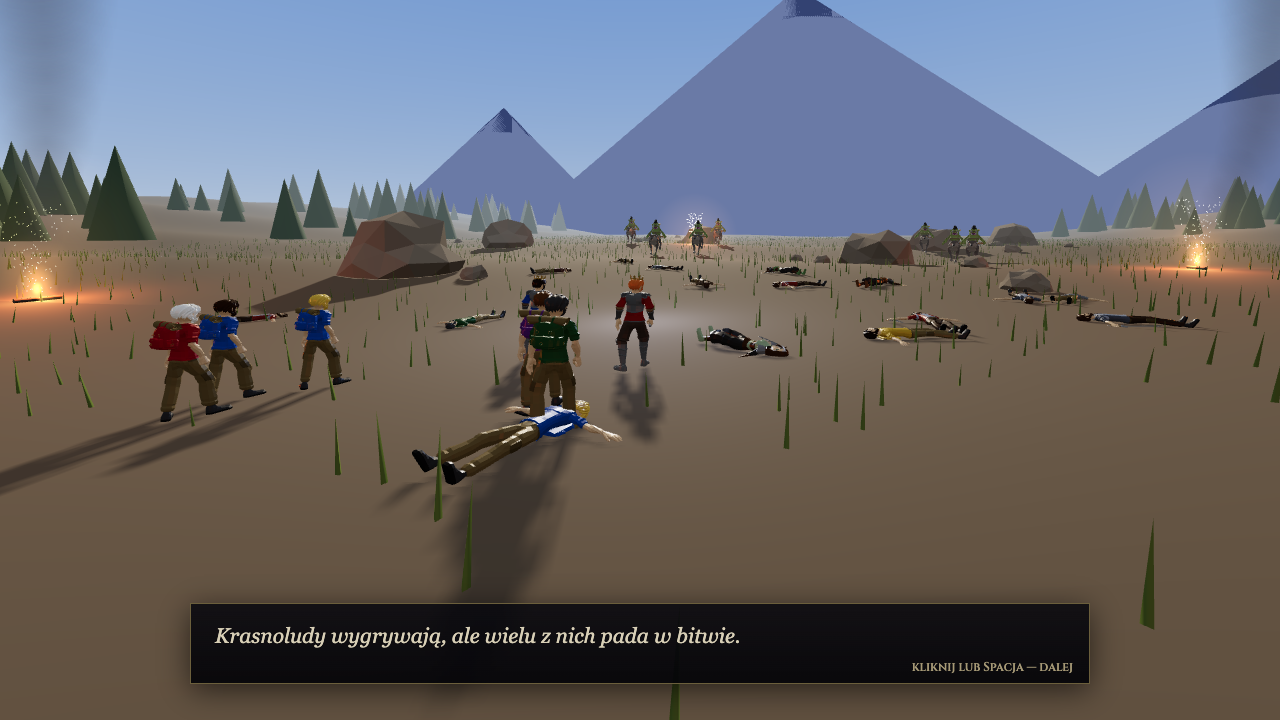 Krasnoludy wygrywają, ale wielu z nich pada w bitwie.
KLIKNIJ LUB SPACJA — DALEJ